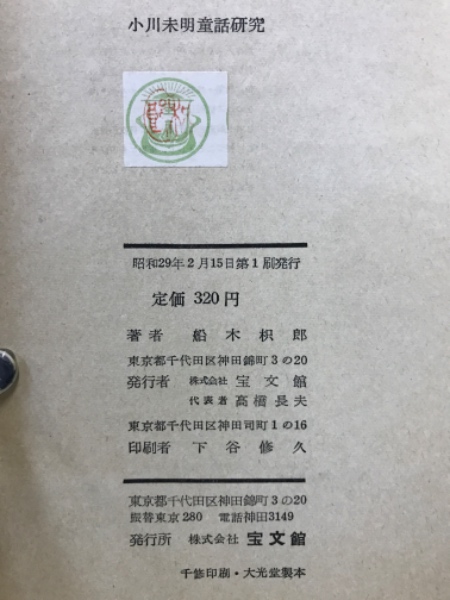 小川未明童話研究
昭和29年2月15日第1刷発行
定価 320円
著者 船木枳郎
東京都千代田区神田錦町3の20
発行者 株式会社 宝文館
代表者 高橋長夫
東京都千代田区神田司町1の16
印刷者 下谷修久
東京都千代田区神田錦町3の20
振替東京280 電話神田3149
発行所 株式会社 宝文館
千修印刷・大光堂製本